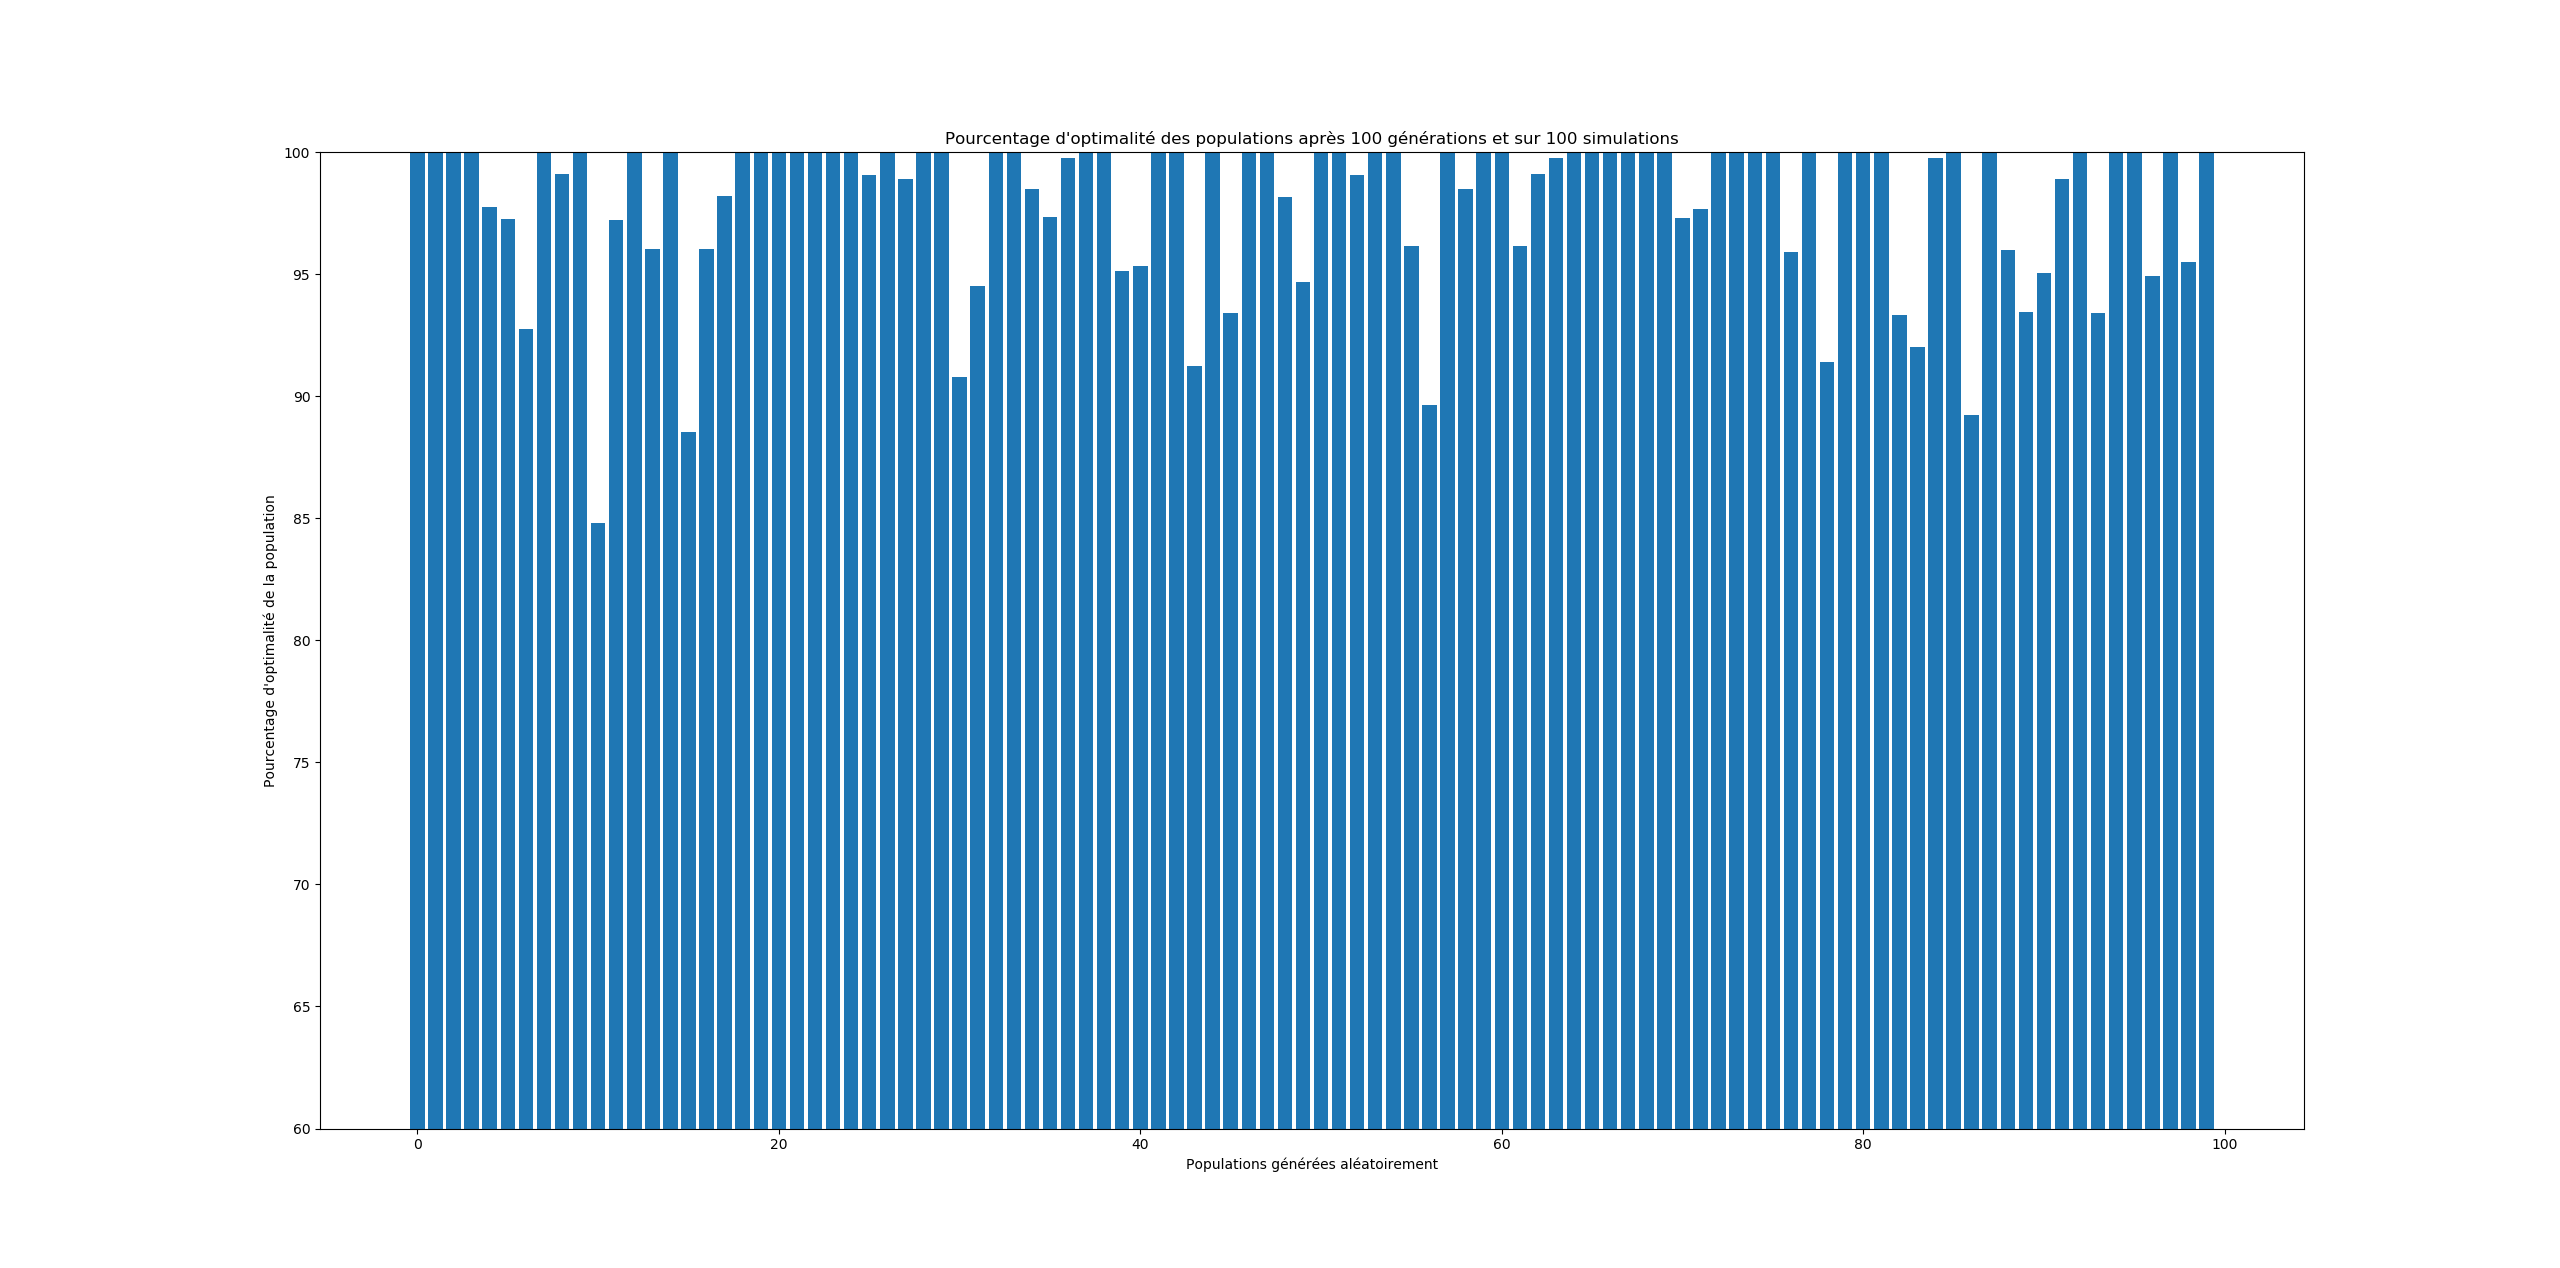 Pourcentage d'optimalité des populations après 100 générations et sur 100 simulations
100
95
90
85
80
75
70
65
60
Pourcentage d'optimalité de la population
0 20 40 60 80 100
Populations générées aléatoirement